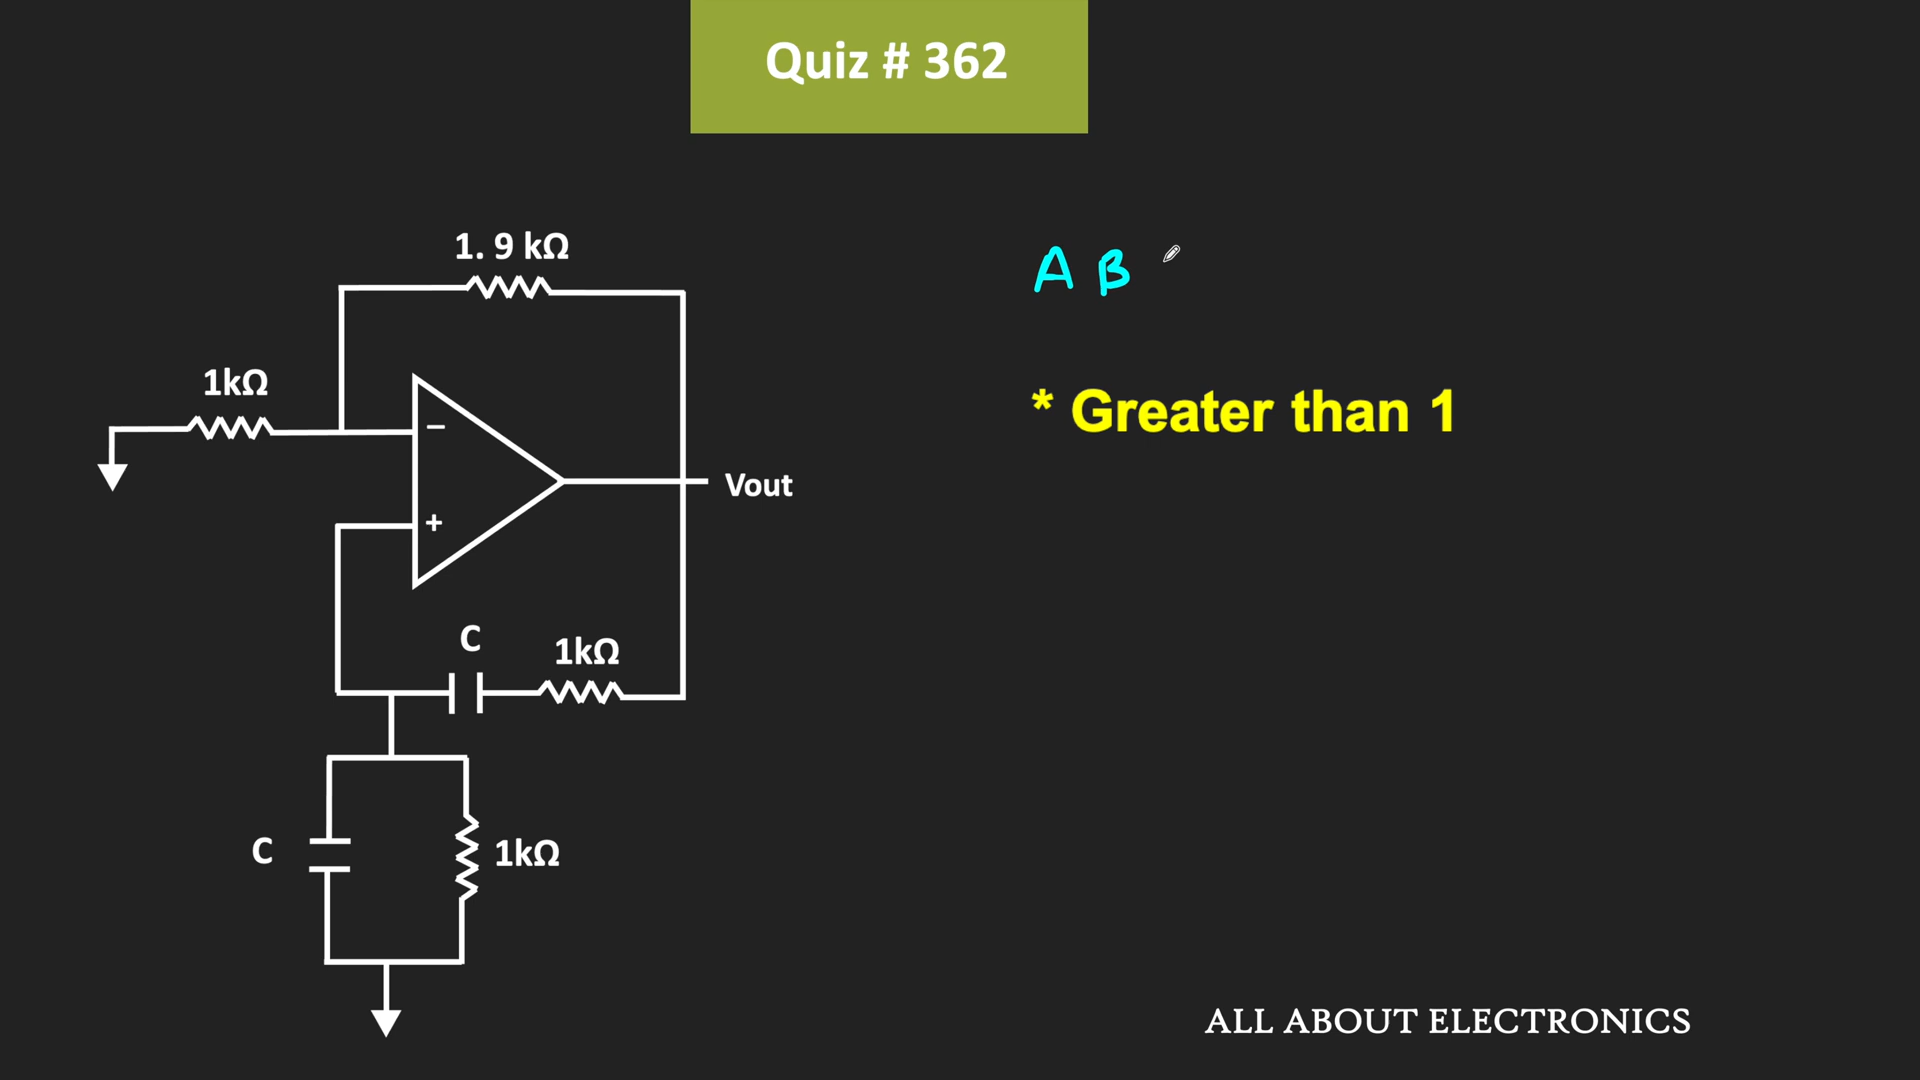 Quiz # 362
1. 9 kΩ
A β
1kΩ
* Greater than 1
−
Vout
+
C
1kΩ
C
1kΩ
ALL ABOUT ELECTRONICS